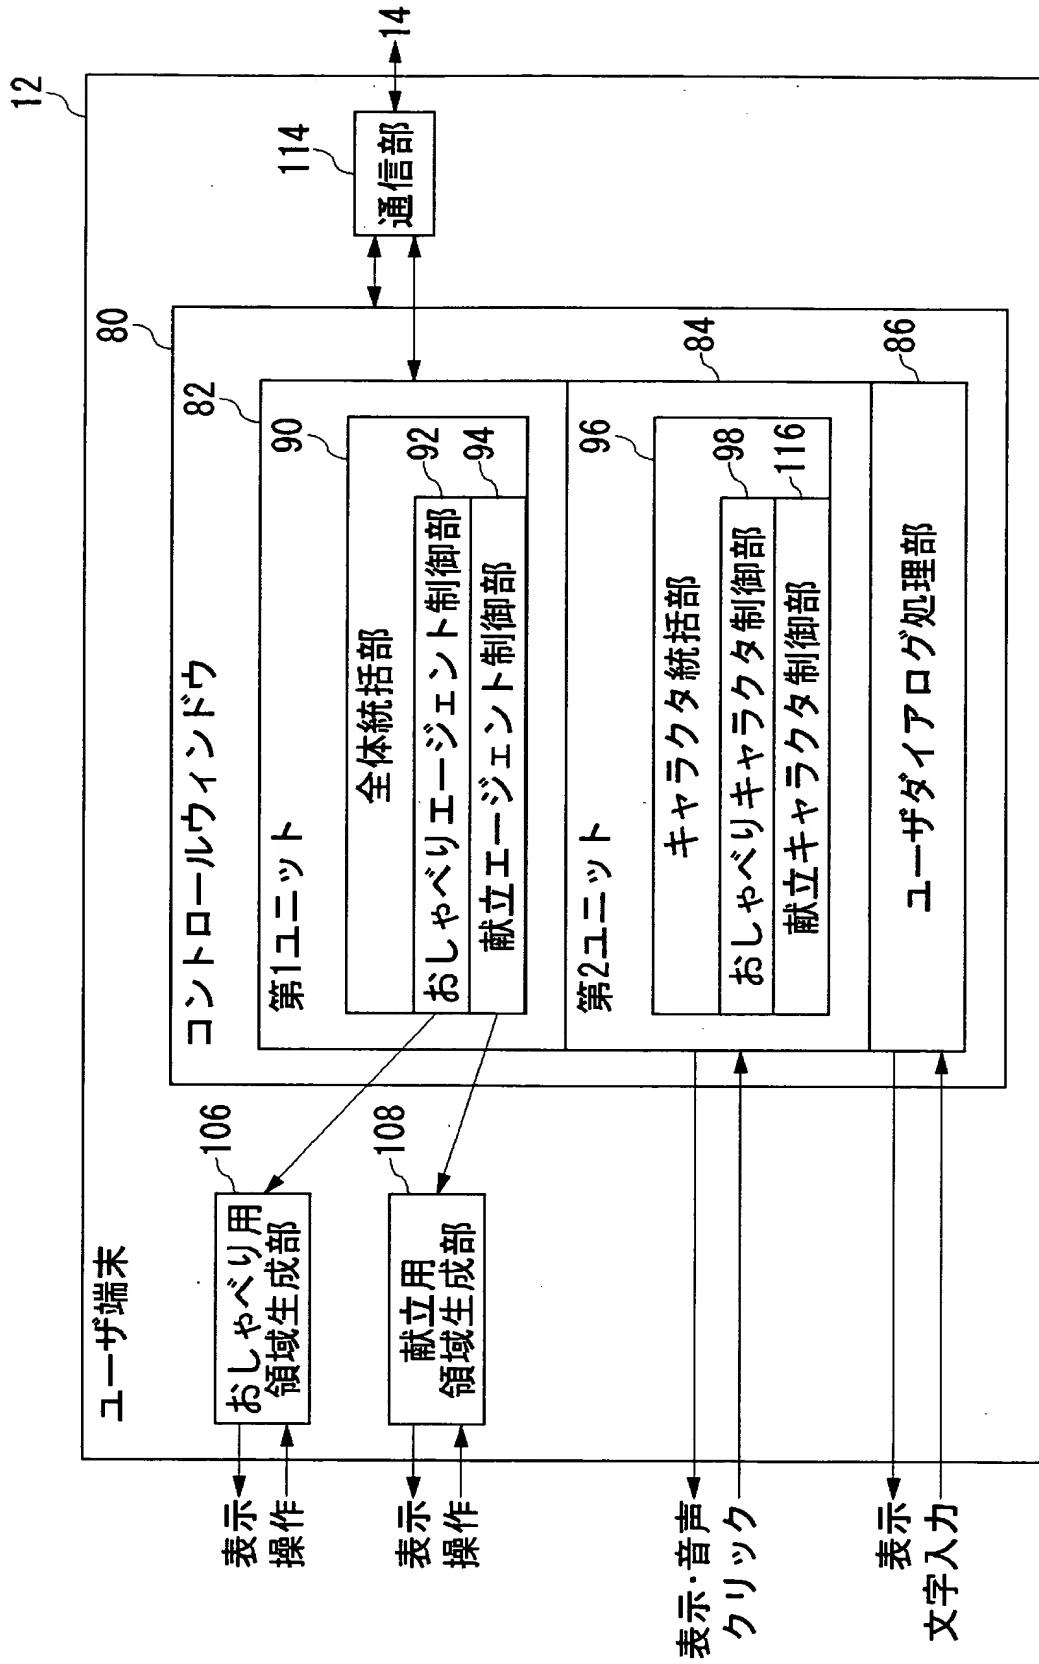 12
ユーザ端末
80
コントロールウィンドウ
114
通信部
14
82
第1ユニット
90
全体統括部
92
おしゃべりエージェント制御部
94
献立エージェント制御部
106
おしゃべり用
領域生成部
表示
操作
108
献立用
領域生成部
表示
操作
84
第2ユニット
96
キャラクタ統括部
98
おしゃべりキャラクタ制御部
116
献立キャラクタ制御部
表示・音声
クリック
86
ユーザダイアログ処理部
表示
文字入力